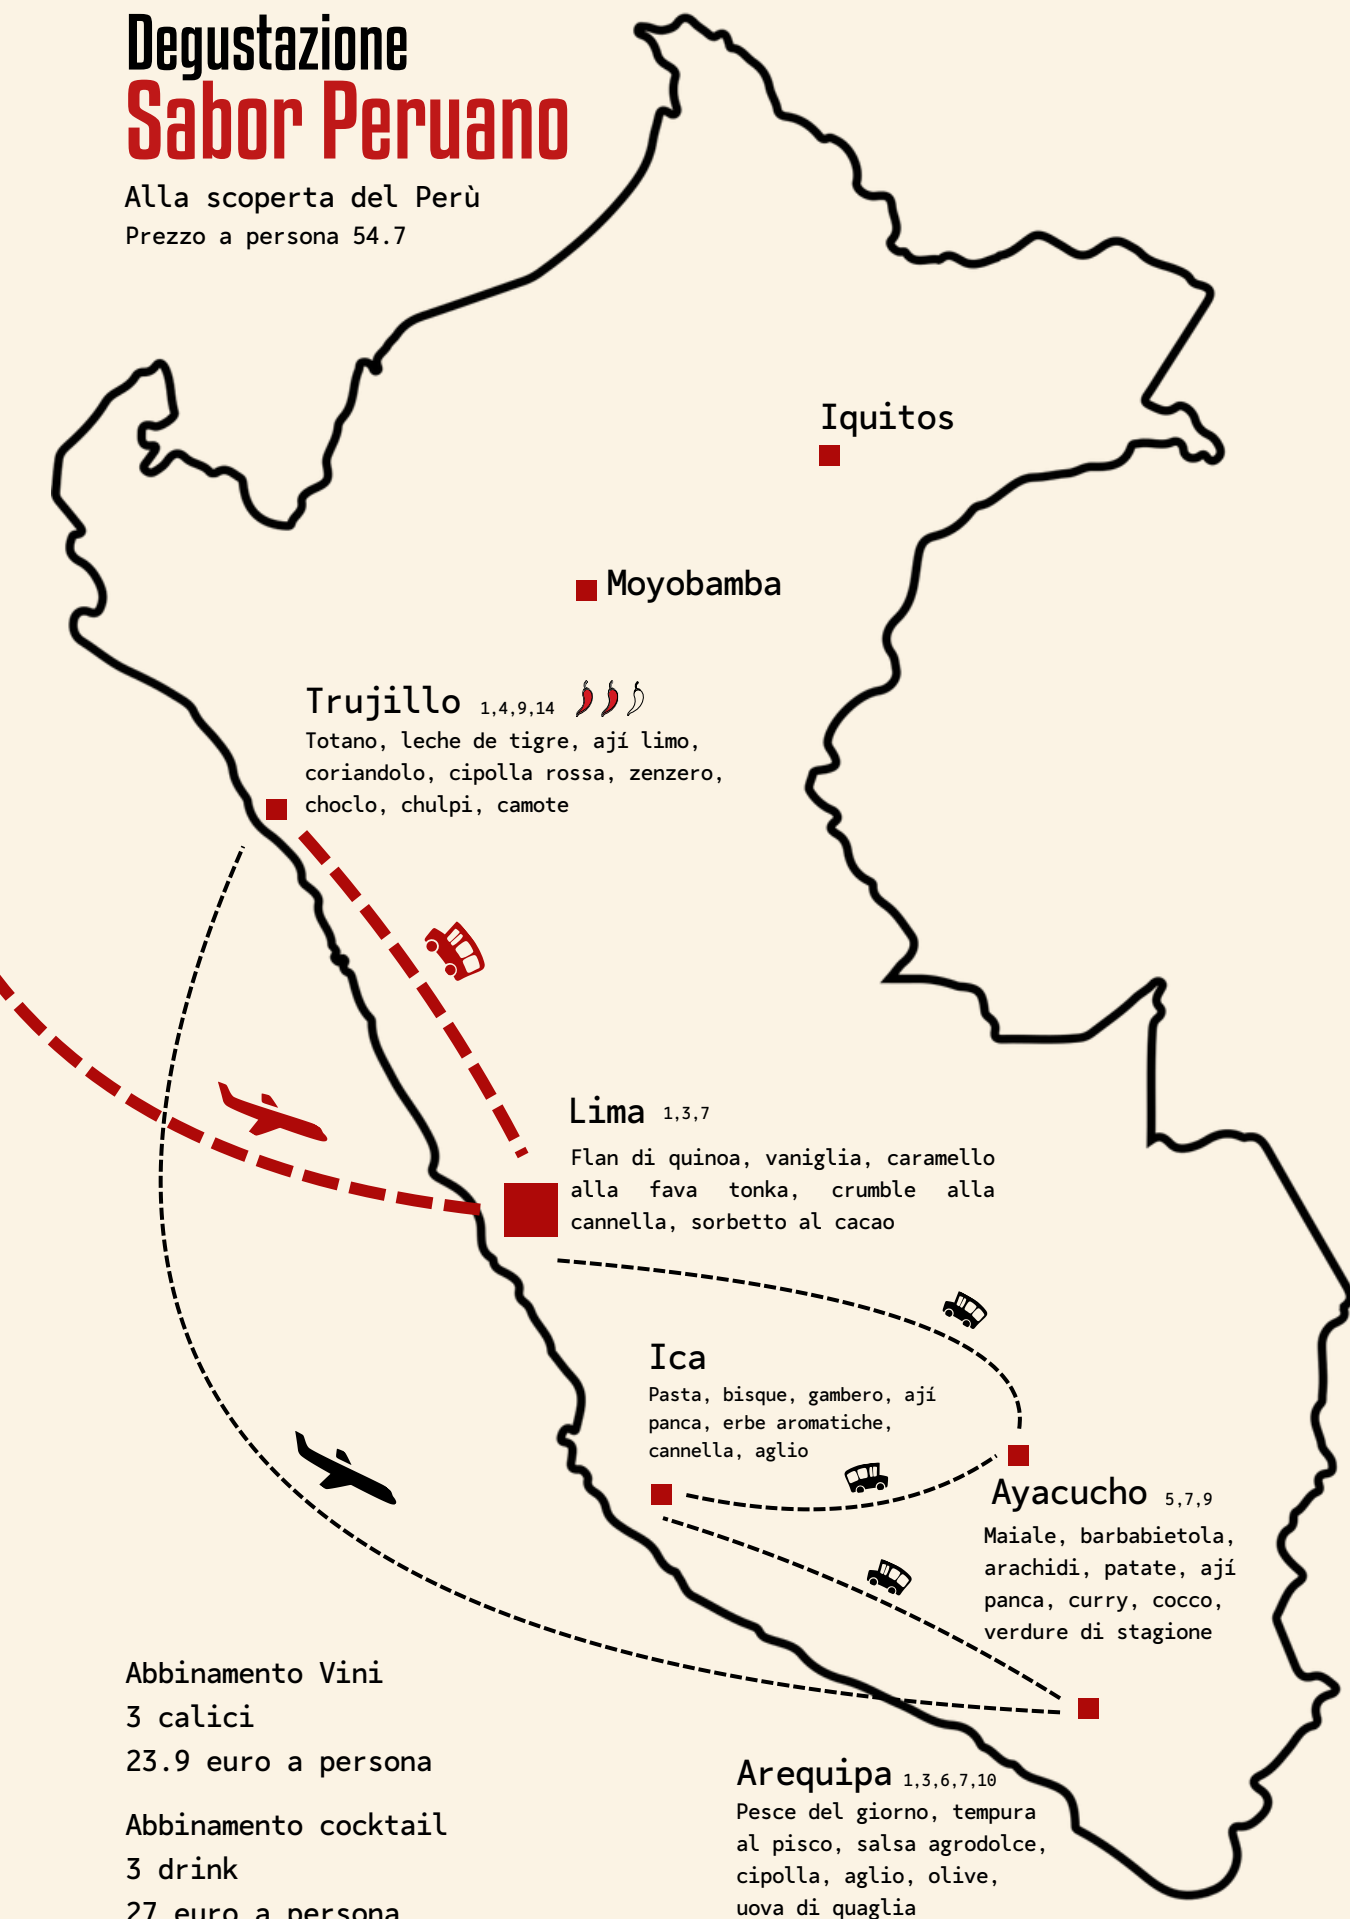 Degustazione
Sabor Peruano
Alla scoperta del Perù
Prezzo a persona 54.7
Iquitos
Moyobamba
Trujillo 1,4,9,14
Totano, leche de tigre, ají limo,
coriandolo, cipolla rossa, zenzero,
choclo, chulpi, camote
Lima 1,3,7
Flan di quinoa, vaniglia, caramello
alla fava tonka, crumble alla
cannella, sorbetto al cacao
Ica
Pasta, bisque, gambero, ají
panca, erbe aromatiche,
cannella, aglio
Ayacucho 5,7,9
Maiale, barbabietola,
arachidi, patate, ají
panca, curry, cocco,
verdure di stagione
Abbinamento Vini
3 calici
23.9 euro a persona
Abbinamento cocktail
3 drink
27 euro a persona
Arequipa 1,3,6,7,10
Pesce del giorno, tempura
al pisco, salsa agrodolce,
cipolla, aglio, olive,
uova di quaglia